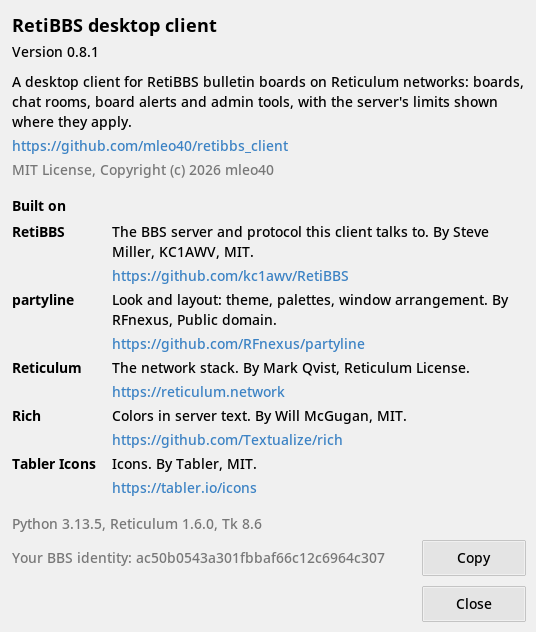 RetiBBS desktop client
Version 0.8.1
A desktop client for RetiBBS bulletin boards on Reticulum networks: boards,
chat rooms, board alerts and admin tools, with the server's limits shown
where they apply.
https://github.com/mleo40/retibbs_client
MIT License, Copyright (c) 2026 mleo40
Built on
RetiBBS The BBS server and protocol this client talks to. By Steve
Miller, KC1AWV, MIT.
https://github.com/kc1awv/RetiBBS
partyline Look and layout: theme, palettes, window arrangement. By
RFnexus, Public domain.
https://github.com/RFnexus/partyline
Reticulum The network stack. By Mark Qvist, Reticulum License.
https://reticulum.network
Rich Colors in server text. By Will McGugan, MIT.
https://github.com/Textualize/rich
Tabler Icons Icons. By Tabler, MIT.
https://tabler.io/icons
Python 3.13.5, Reticulum 1.6.0, Tk 8.6
Your BBS identity: ac50b0543a301fbbaf66c12c6964c307 Copy
Close